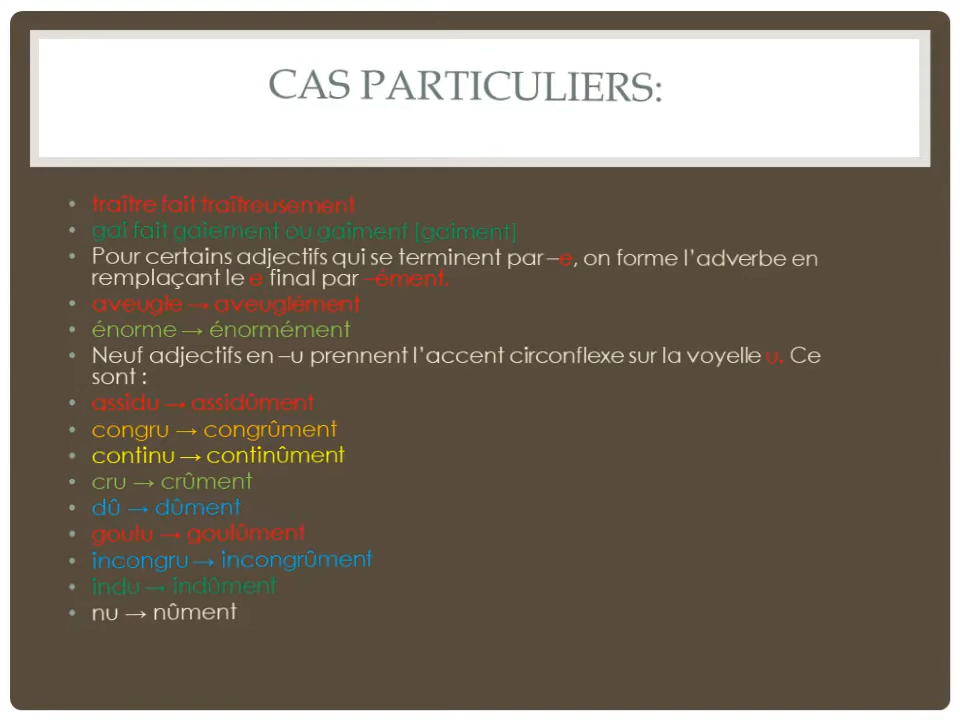 CAS PARTICULIERS:
• traître fait traîtreusement
• gai fait gaiement ou gaiment [gaîment]
• Pour certains adjectifs qui se terminent par –e, on forme l’adverbe en
remplaçant le e final par –ément.
• aveugle → aveuglément
• énorme → énormément
• Neuf adjectifs en –u prennent l’accent circonflexe sur la voyelle u. Ce
sont :
• assidu → assidûment
• congru → congrûment
• continu → continûment
• cru → crûment
• dû → dûment
• goulu → goulûment
• incongru → incongrûment
• indu → indûment
• nu → nûment